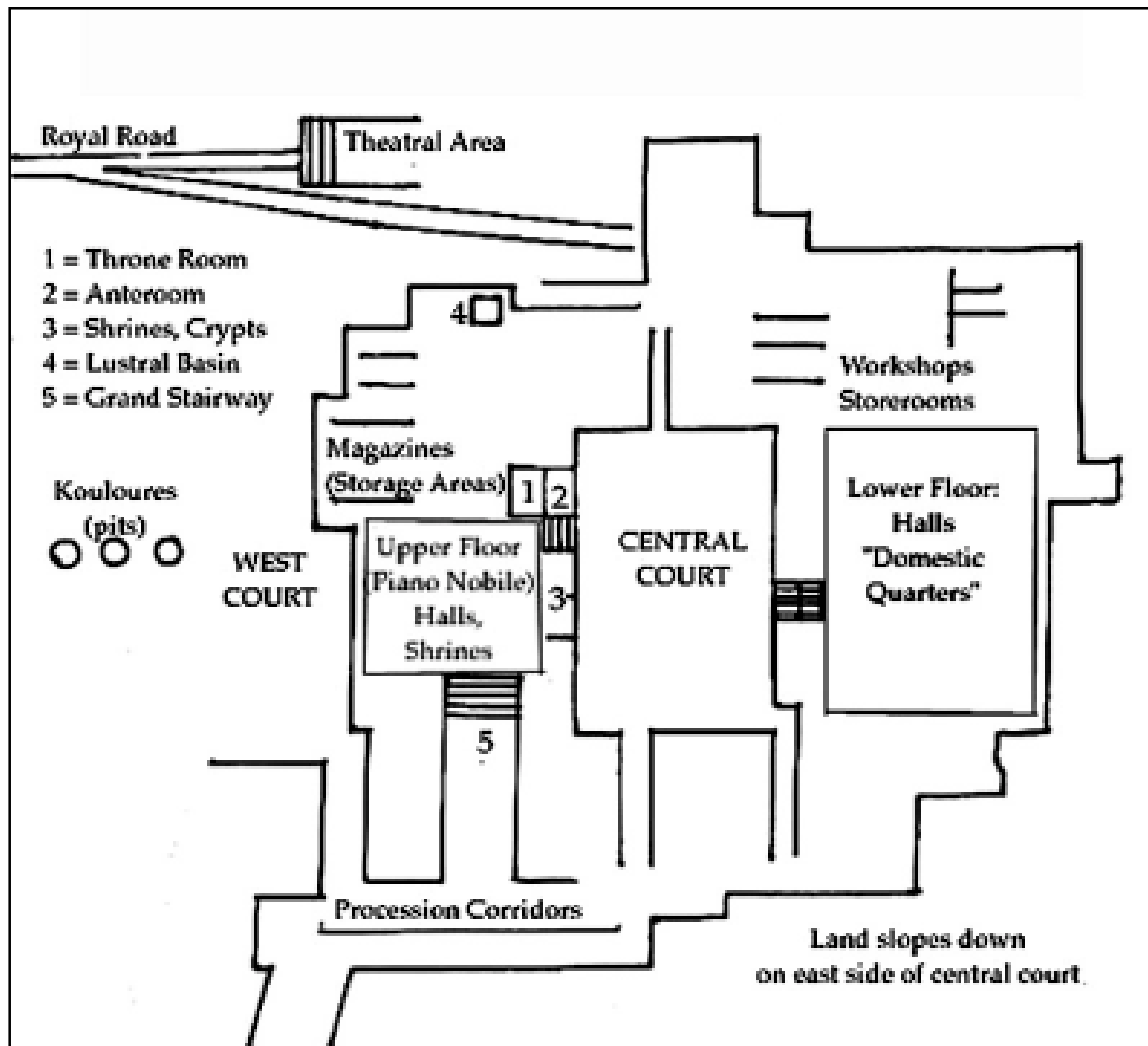 Royal Road
Theatral Area
1 = Throne Room
2 = Anteroom
3 = Shrines, Crypts
4 = Lustral Basin
5 = Grand Stairway
4
Workshops
Storerooms
Magazines
(Storage Areas)
1
2
Kouloures
(pits)
WEST
COURT
Upper Floor
(Piano Nobile)
Halls,
Shrines
3
CENTRAL
COURT
Lower Floor:
Halls
"Domestic
Quarters"
5
Procession Corridors
Land slopes down
on east side of central court